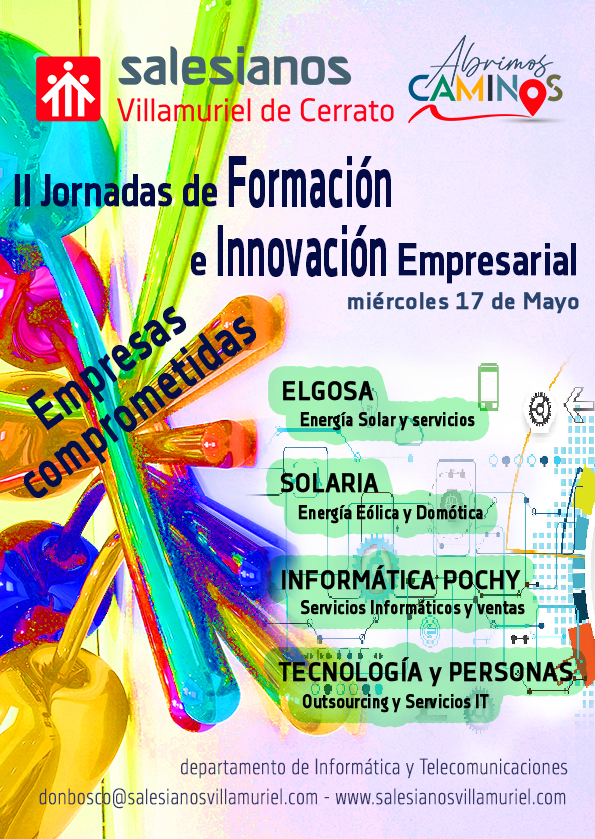 salesianos
Villamuriel de Cerrato
Abrimos
CAMINOS
II Jornadas de Formación
e Innovación Empresarial
miércoles 17 de Mayo
Empresas
comprometidas
ELGOSA
Energía Solar y servicios
SOLARIA
Energía Eólica y Domótica
INFORMÁTICA POCHY
Servicios Informáticos y ventas
TECNOLOGÍA y PERSONAS
Outsourcing y Servicios IT
departamento de Informática y Telecomunicaciones
donbosco@salesianosvillamuriel.com - www.salesianosvillamuriel.com